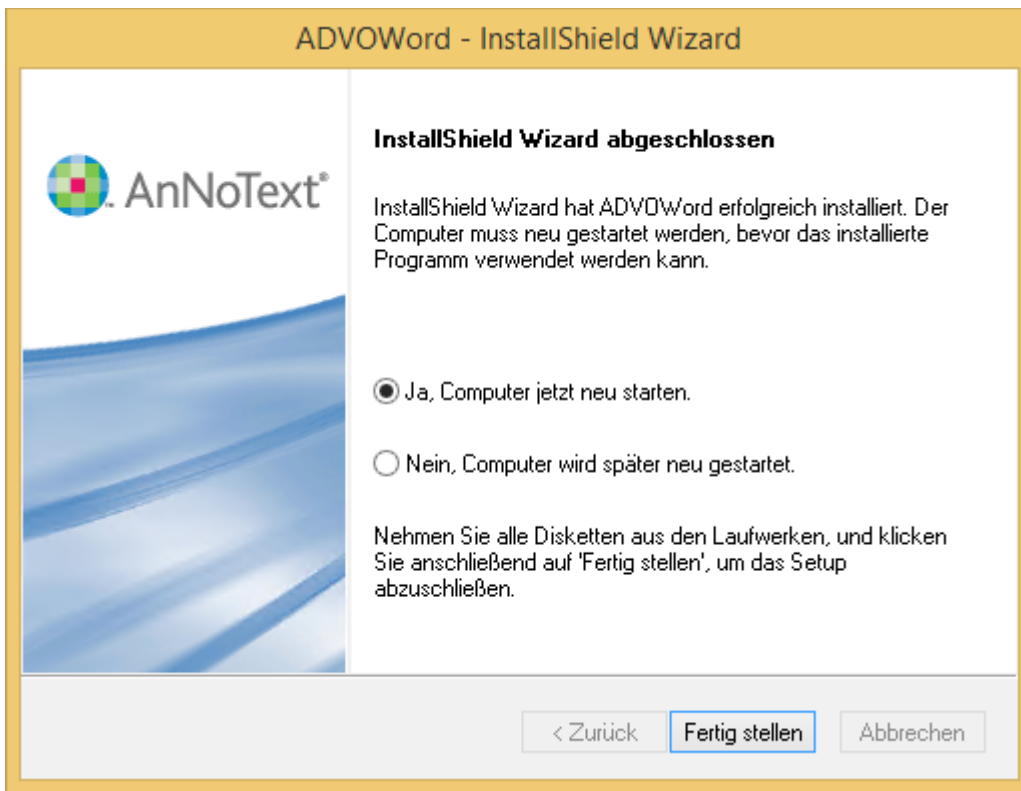 ADVOWord - InstallShield Wizard
AnNoText®
InstallShield Wizard abgeschlossen
InstallShield Wizard hat ADVOWord erfolgreich installiert. Der
Computer muss neu gestartet werden, bevor das installierte
Programm verwendet werden kann.
Ja, Computer jetzt neu starten.
Nein, Computer wird später neu gestartet.
Nehmen Sie alle Disketten aus den Laufwerken, und klicken
Sie anschließend auf 'Fertig stellen', um das Setup
abzuschließen.
< Zurück
Fertig stellen
Abbrechen